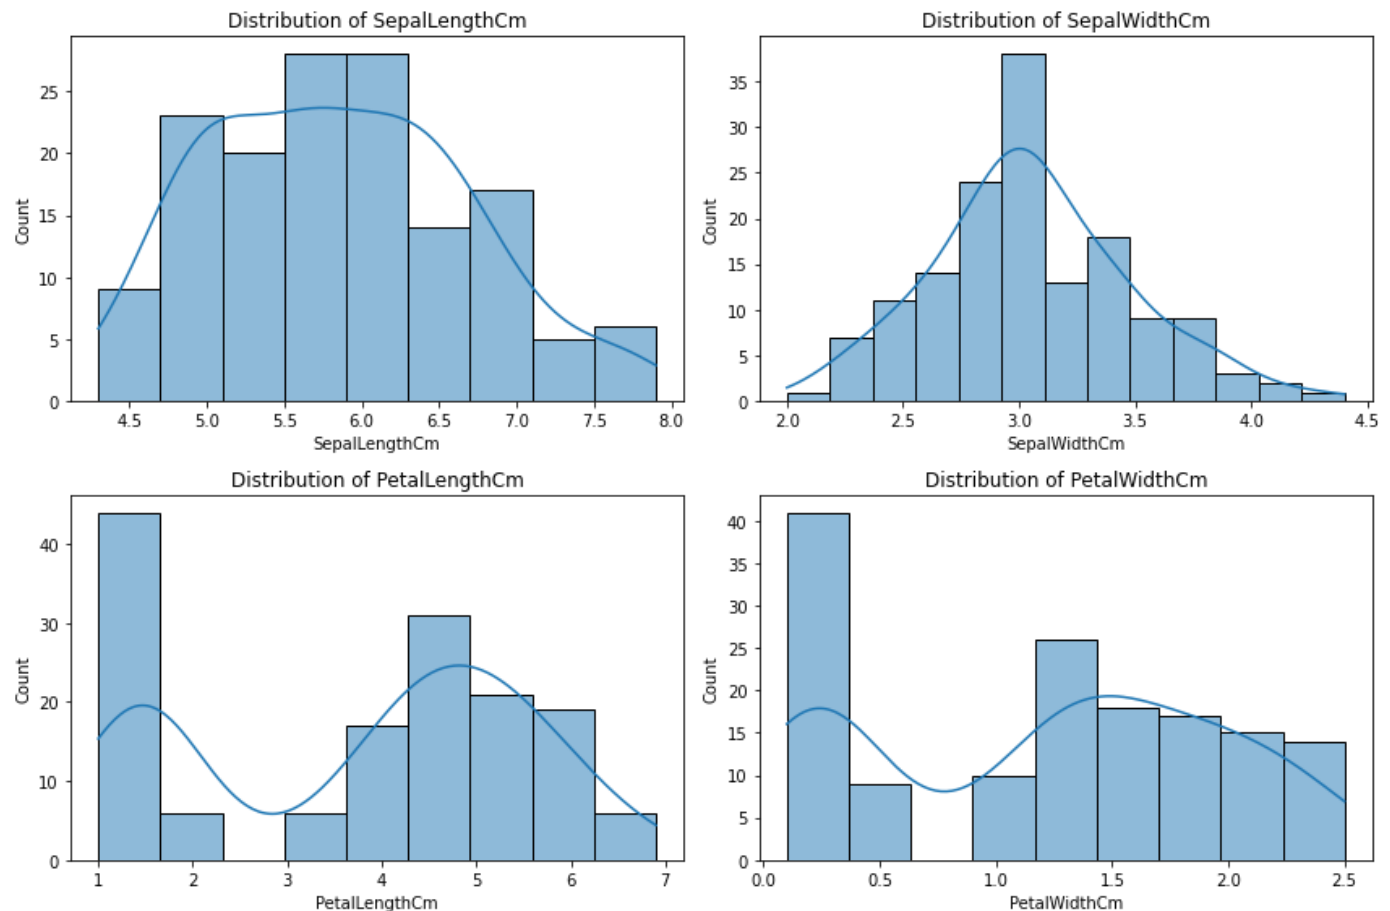 Distribution of SepalLengthCm
Count
25
20
15
10
5
0
4.5 5.0 5.5 6.0 6.5 7.0 7.5 8.0
SepalLengthCm
Distribution of SepalWidthCm
Count
35
30
25
20
15
10
5
0
2.0 2.5 3.0 3.5 4.0 4.5
SepalWidthCm
Distribution of PetalLengthCm
Count
40
30
20
10
0
1 2 3 4 5 6 7
PetalLengthCm
Distribution of PetalWidthCm
Count
40
35
30
25
20
15
10
5
0
0.0 0.5 1.0 1.5 2.0 2.5
PetalWidthCm